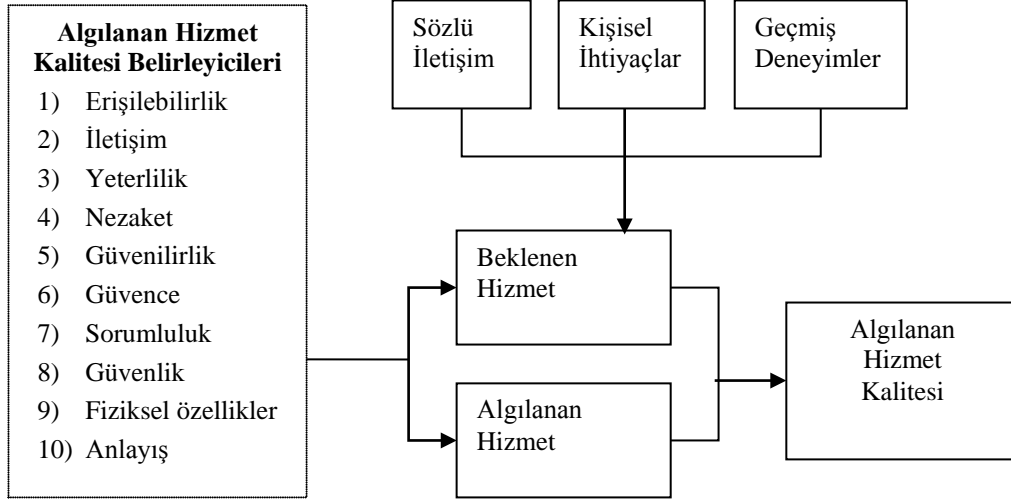 Algılanan Hizmet
Kalitesi Belirleyicileri
1) Erişilebilirlik
2) İletişim
3) Yeterlilik
4) Nezaket
5) Güvenilirlik
6) Güvence
7) Sorumluluk
8) Güvenlik
9) Fiziksel özellikler
10) Anlayış
Sözlü
İletişim
Kişisel
İhtiyaçlar
Geçmiş
Deneyimler
Beklenen
Hizmet
Algılanan
Hizmet
Algılanan
Hizmet
Kalitesi